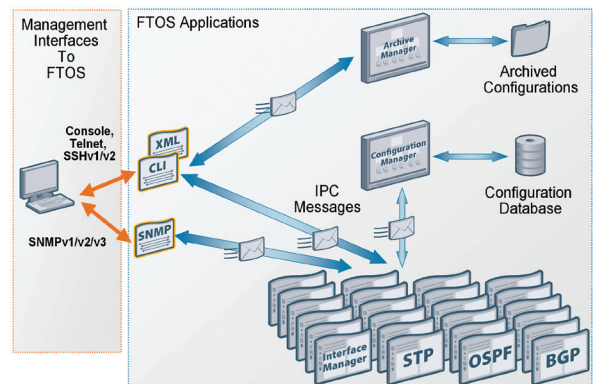 Management
Interfaces
To
FTOS
FTOS Applications
Archive
Manager
Archived
Configurations
Console,
Telnet,
SSHv1/v2
XML
CLI
Configuration
Manager
IPC
Messages
Configuration
Database
SNMP
SNMPv1/v2/v3
Interface
Manager
STP
OSPF
BGP